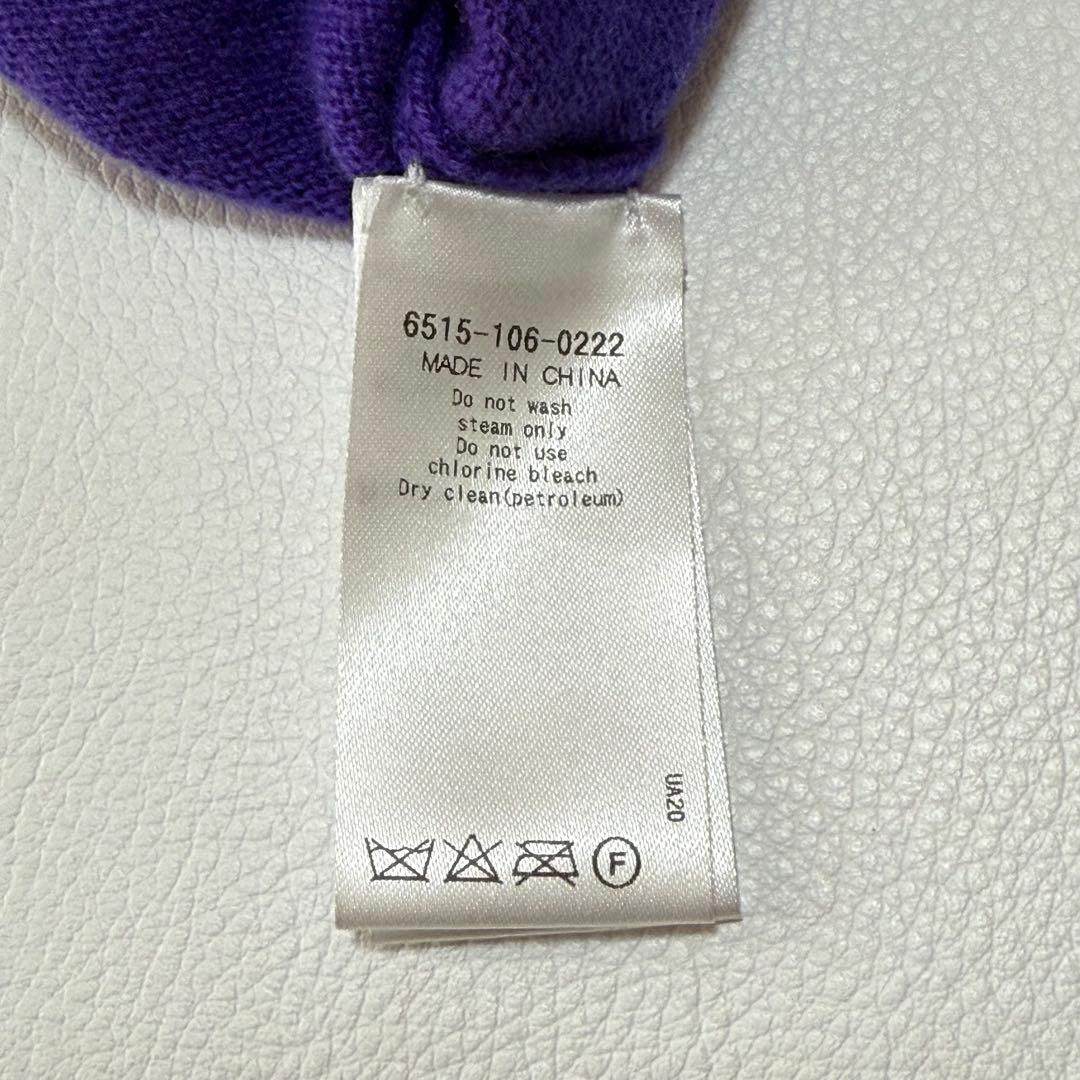 6515-106-0222
MADE IN CHINA
Do not wash
steam only
Do not use
chlorine bleach
Dry clean(petroleum)
UA20
F